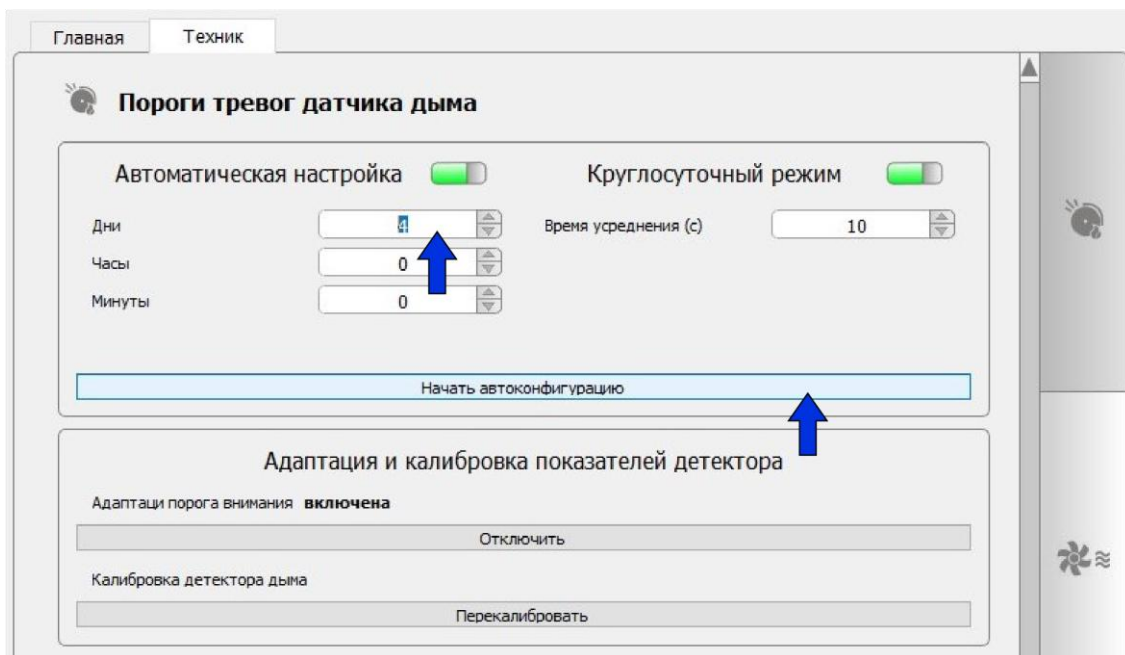 Главная Техник
Пороги тревог датчика дыма
Автоматическая настройка Круглосуточный режим
Дни 4 Время усреднения (с) 10
Часы 0
Минуты 0
Начать автоконфигурацию
Адаптация и калибровка показателей детектора
Адаптаци порога внимания включена
Отключить
Калибровка детектора дыма
Перекалибровать